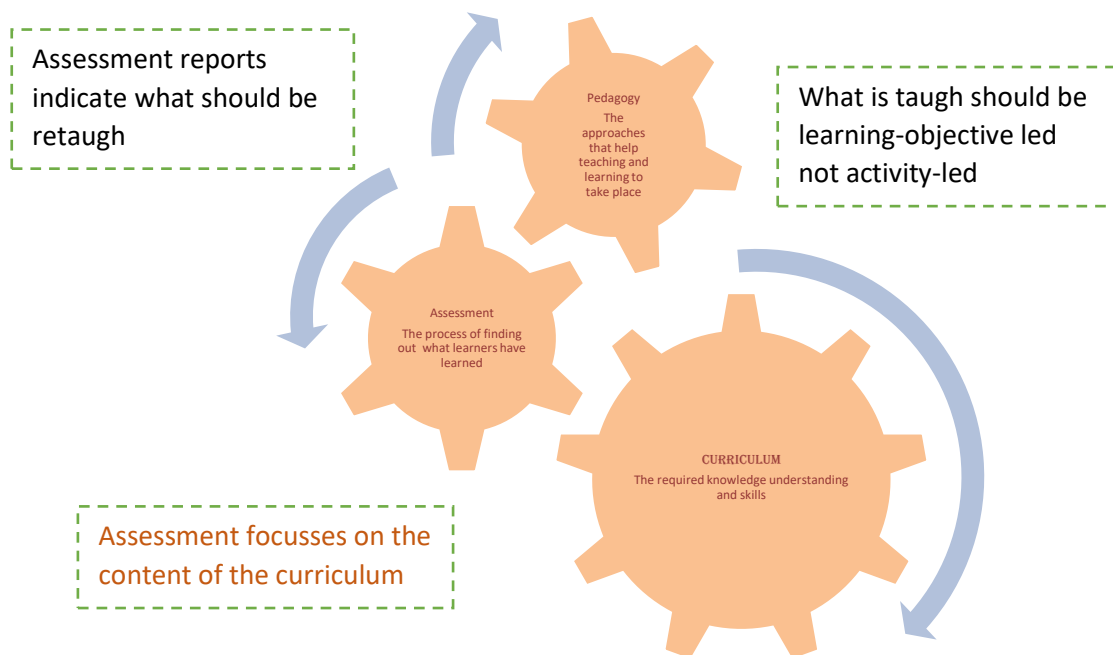 Assessment reports
indicate what should be
retaugh
Pedagogy
The
approaches
that help
teaching and
learning to
take place
What is taugh should be
learning-objective led
not activity-led
Assessment
The process of finding
out  what learners have
learned
CURRICULUM
The required knowledge understanding
and skills
Assessment focusses on the
content of the curriculum